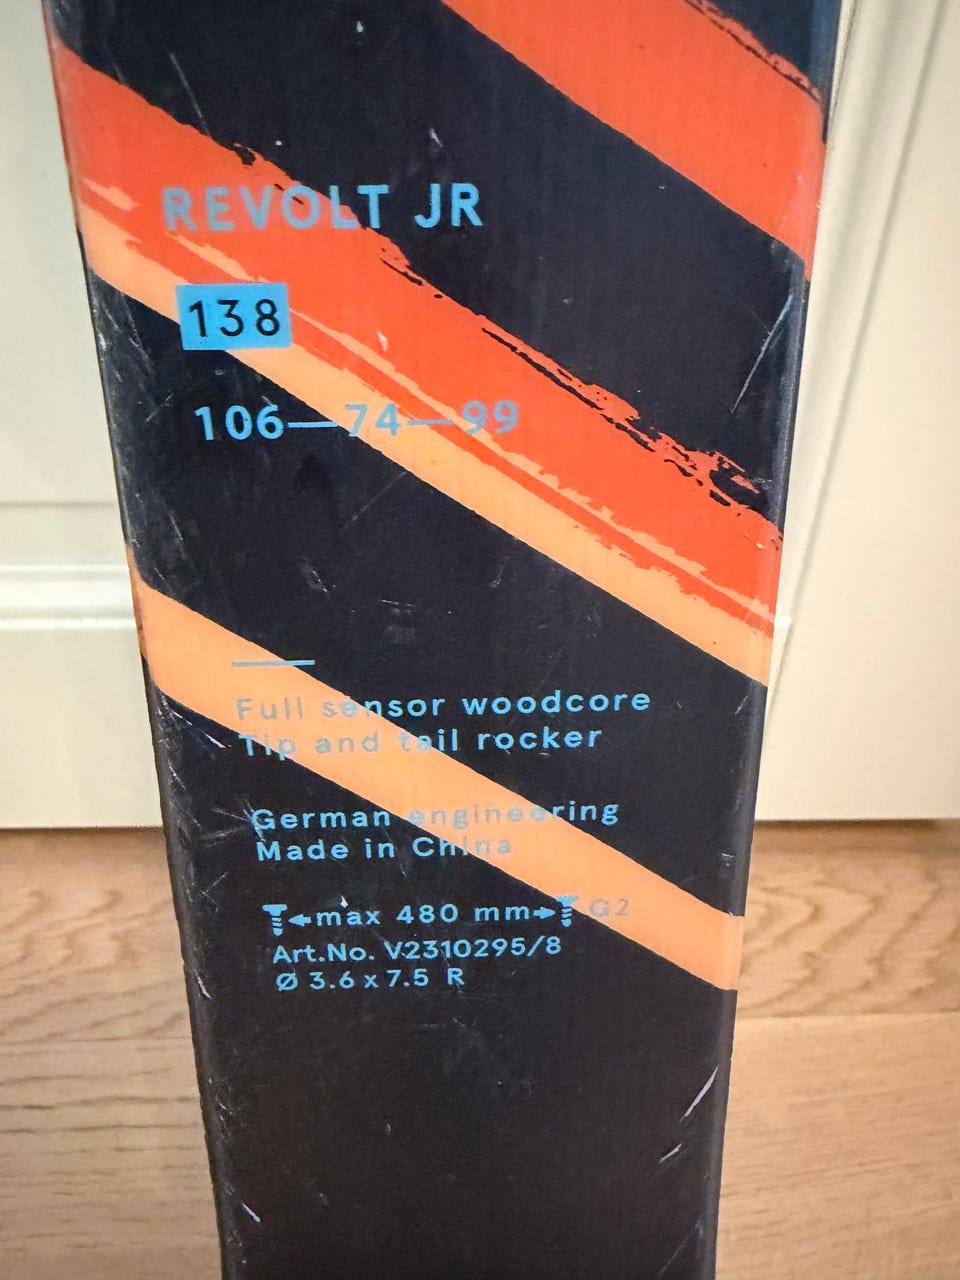 REVOLT JR
138
106—74—99
Full sensor woodcore
Tip and tail rocker
German engineering
Made in China
max 480 mm G2
Art.No. V2310295/8
Ø 3.6 x 7.5 R